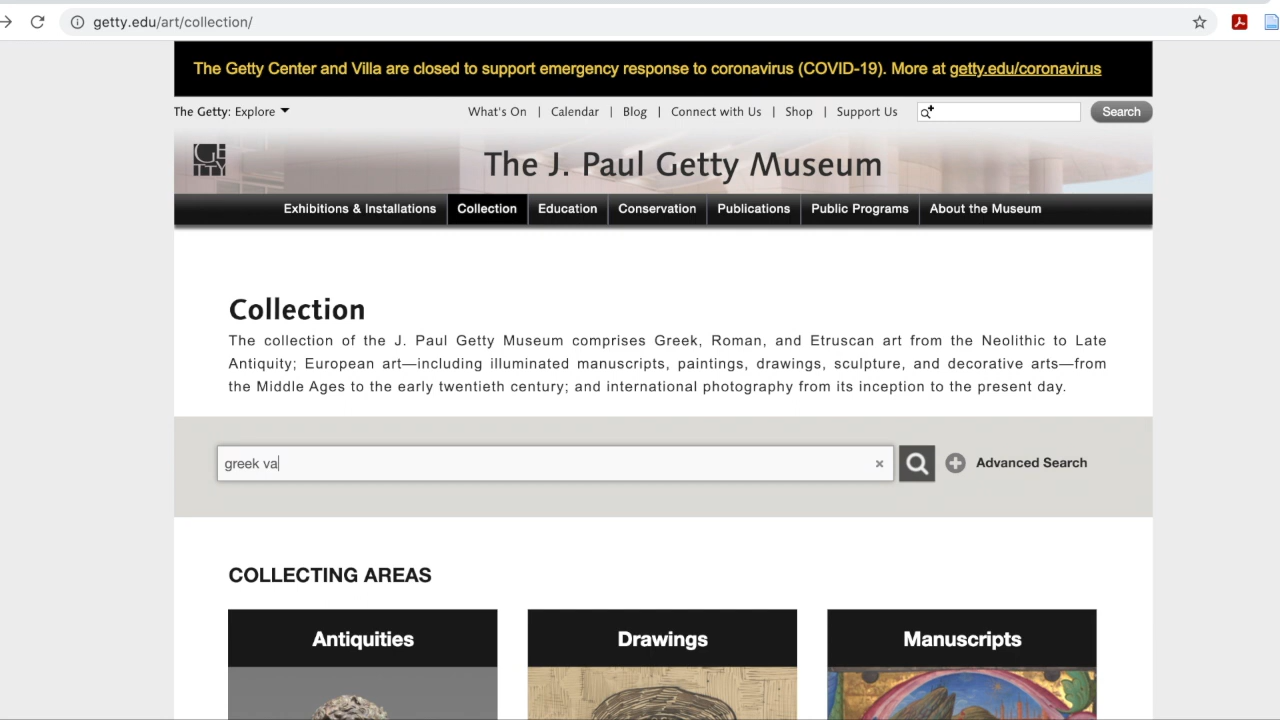 getty.edu/art/collection/
The Getty Center and Villa are closed to support emergency response to coronavirus (COVID-19). More at getty.edu/coronavirus
The Getty: Explore What's On | Calendar | Blog | Connect with Us | Shop | Support Us Search
GETTY The J. Paul Getty Museum
Exhibitions & Installations Collection Education Conservation Publications Public Programs About the Museum
Collection
The collection of the J. Paul Getty Museum comprises Greek, Roman, and Etruscan art from the Neolithic to Late
Antiquity; European art—including illuminated manuscripts, paintings, drawings, sculpture, and decorative arts—from
the Middle Ages to the early twentieth century; and international photography from its inception to the present day.
greek va × Advanced Search
COLLECTING AREAS
Antiquities Drawings Manuscripts